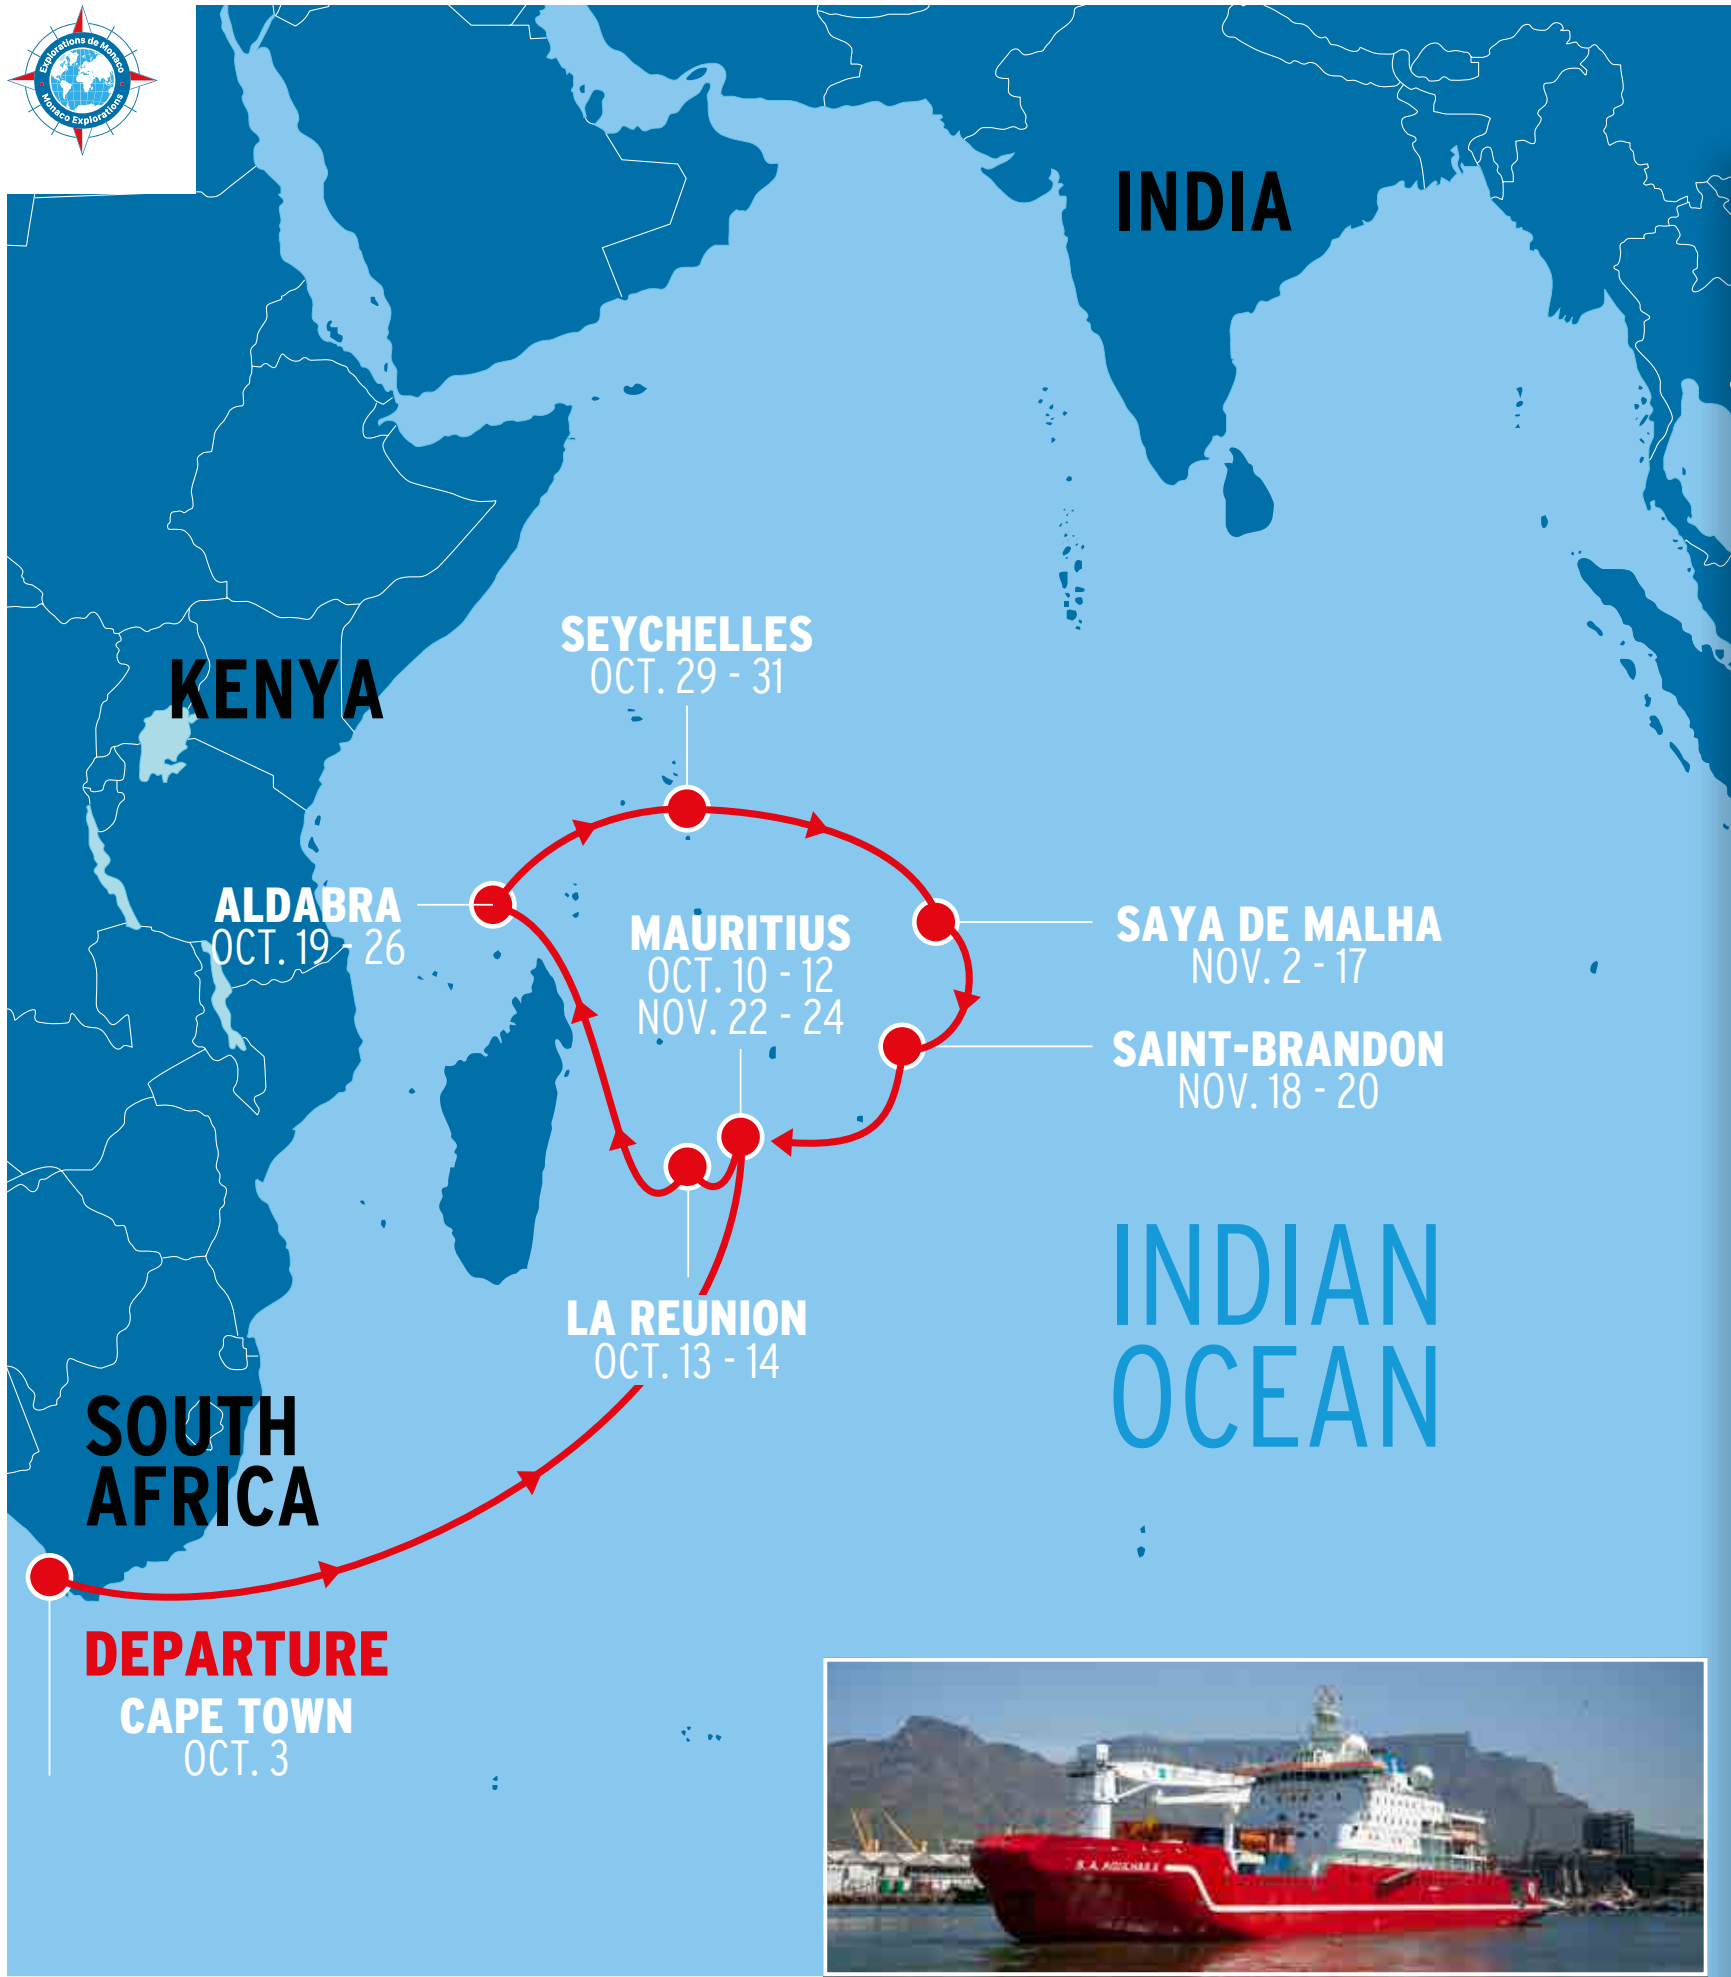 Explorations de Monaco
Monaco Explorations
INDIA
SEYCHELLES
OCT. 29 - 31
KENYA
ALDABRA
OCT. 19 - 26
MAURITIUS
OCT. 10 - 12
NOV. 22 - 24
SAYA DE MALHA
NOV. 2 - 17
SAINT-BRANDON
NOV. 18 - 20
INDIAN
OCEAN
LA REUNION
OCT. 13 - 14
SOUTH
AFRICA
DEPARTURE
CAPE TOWN
OCT. 3
S.A. AGULHAS II